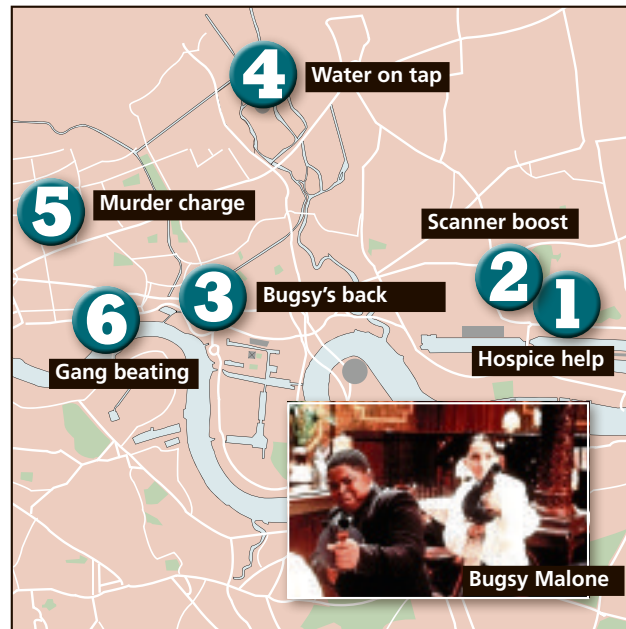 4
Water on tap
5
Murder charge
Scanner boost
2
1
3
Bugsy's back
6
Hospice help
Gang beating
Bugsy Malone